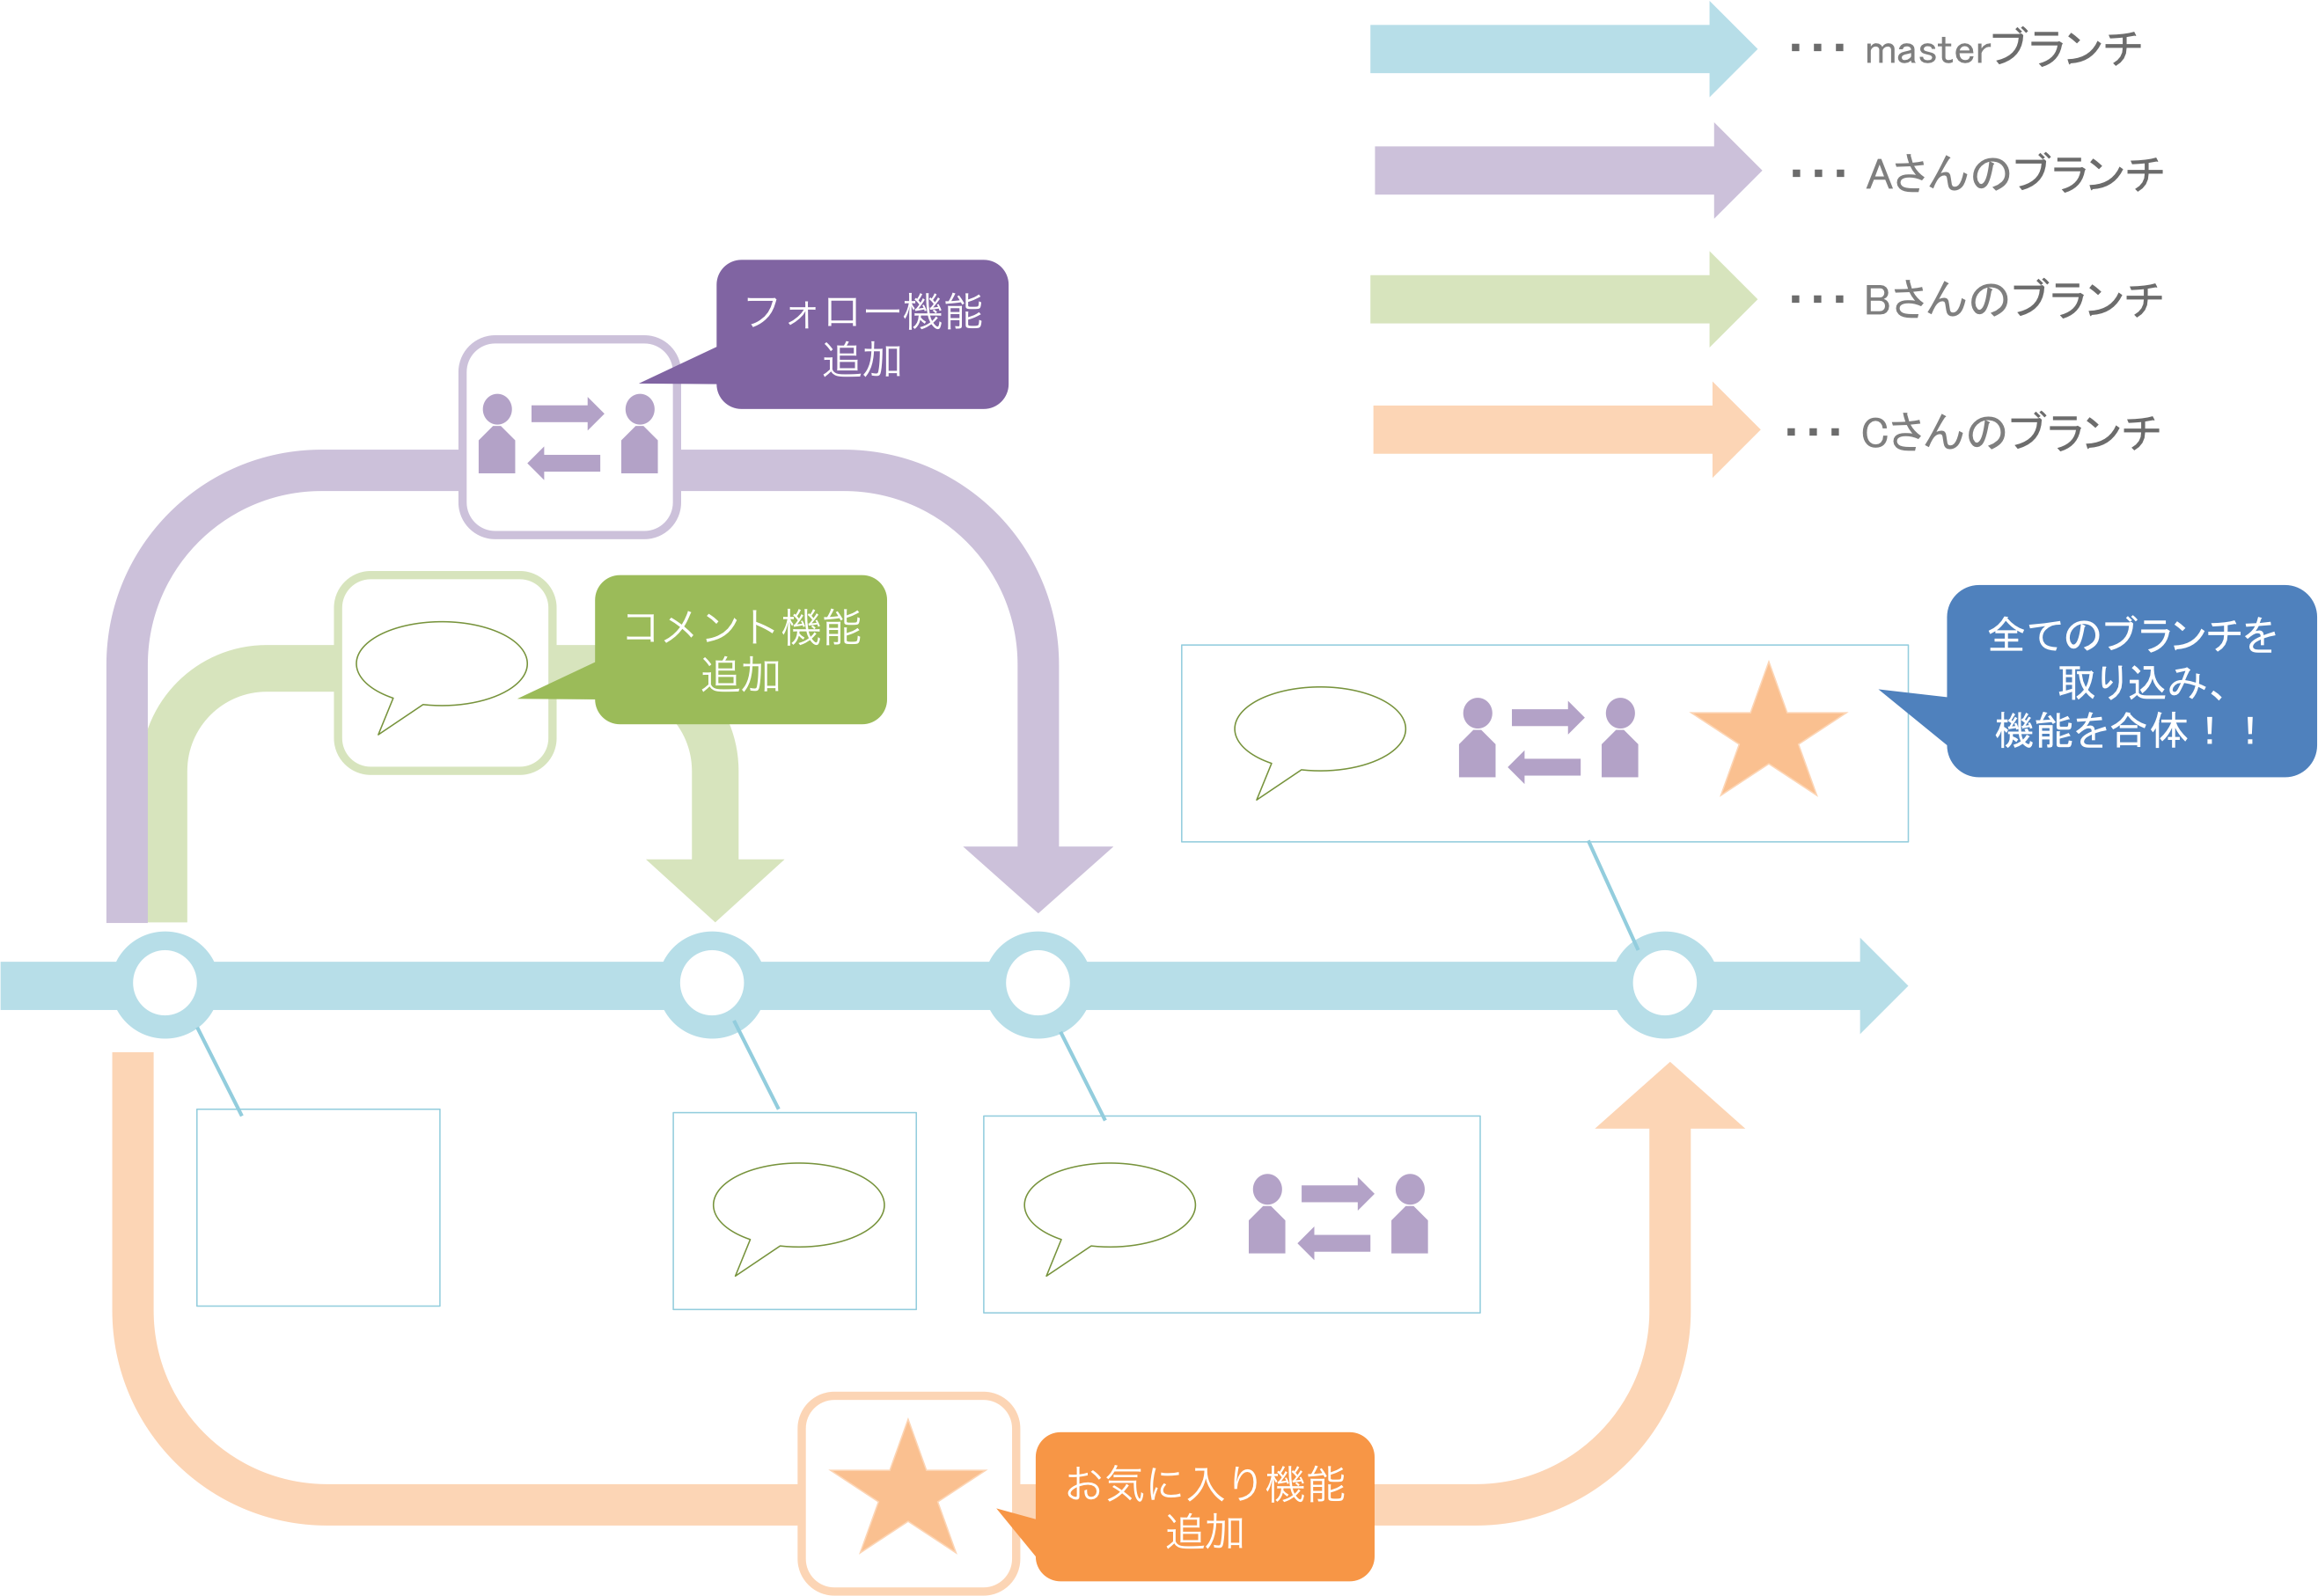 ・・・ masterブランチ
・・・ Aさんのブランチ
・・・ Bさんのブランチ
・・・ Cさんのブランチ
フォロー機能
追加
コメント機能
追加
全てのブランチを
取り込み、
機能を合体！！
お気に入り機能
追加